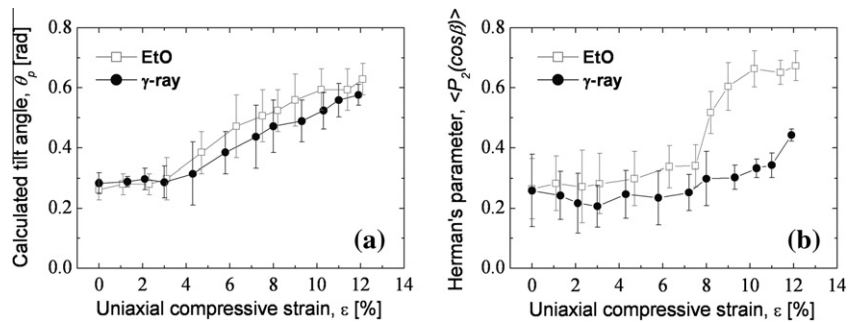 Calculated tilt angle, θp [rad]
0.8
0.6
0.4
0.2
0.0
EtO
γ-ray
(a)
0 2 4 6 8 10 12 14
Uniaxial compressive strain, ε [%]
Herman's parameter, <P2(cosβ)>
0.8
0.6
0.4
0.2
0.0
EtO
γ-ray
(b)
0 2 4 6 8 10 12 14
Uniaxial compressive strain, ε [%]